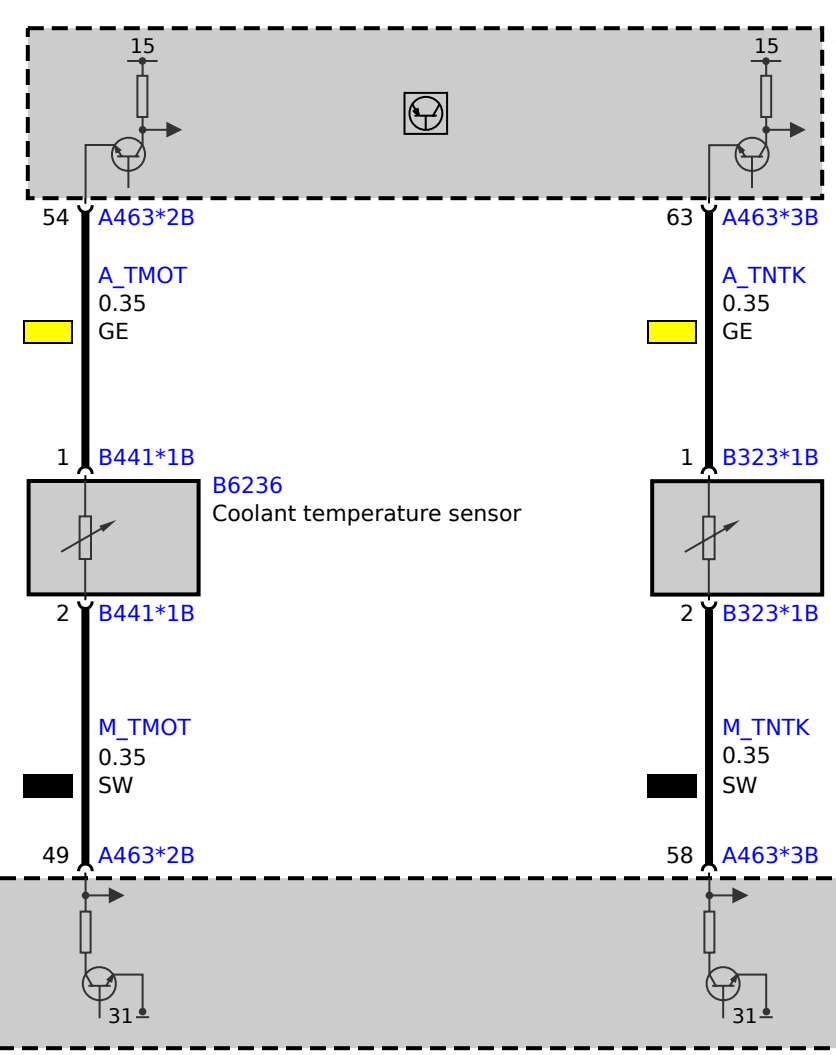 15
15
54 A463*2B
63 A463*3B
A_TMOT
0.35
GE
A_TNTK
0.35
GE
1 B441*1B
1 B323*1B
B6236
Coolant temperature sensor
2 B441*1B
2 B323*1B
M_TMOT
0.35
SW
M_TNTK
0.35
SW
49 A463*2B
58 A463*3B
31
31